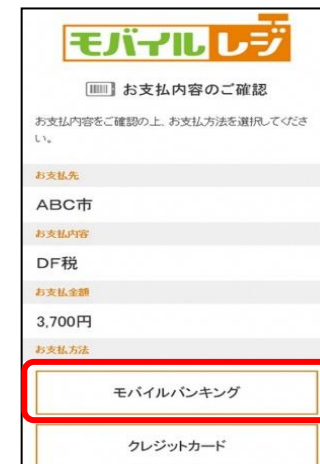 モバイルレジ
お支払内容のご確認
お支払内容をご確認の上、お支払方法を選択してくださ
い。
お支払先
ABC市
お支払内容
DF税
お支払金額
3,700円
お支払方法
モバイルバンキング
クレジットカード